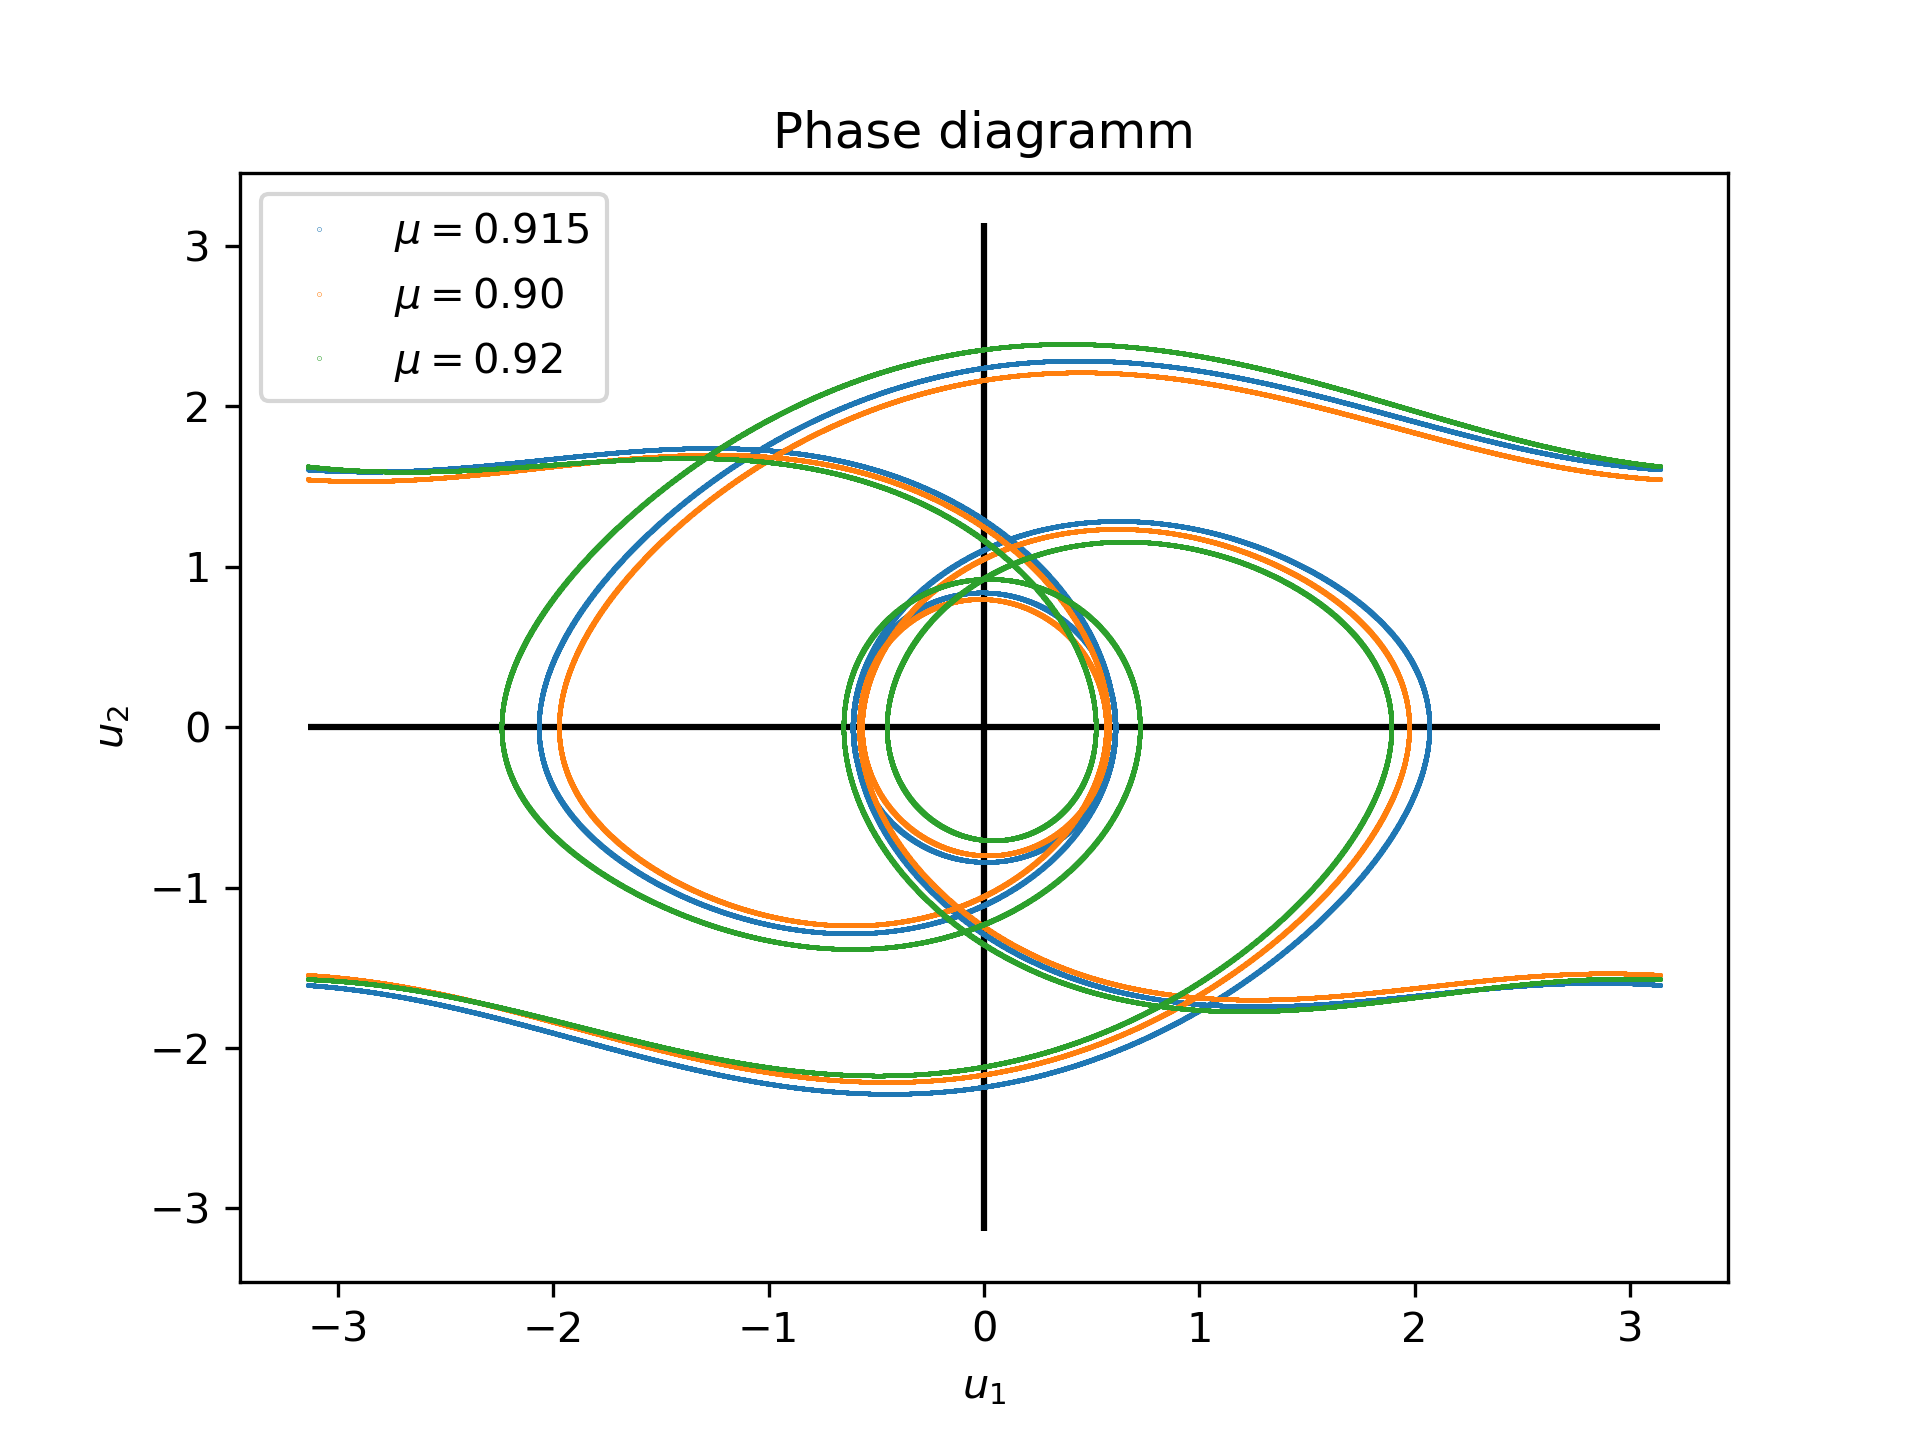 Phase diagramm
μ = 0.915
μ = 0.90
μ = 0.92
3
2
1
0
−1
−2
−3
u₂
−3 −2 −1 0 1 2 3
u₁